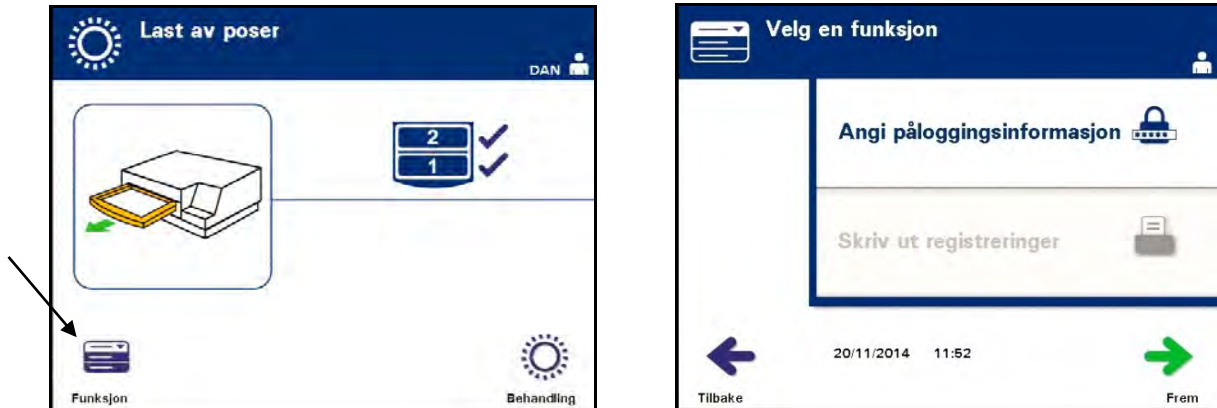 Last av poser
DAN
2
1
Funksjon
Behandling
Velg en funksjon
Angi påloggingsinformasjon
Skriv ut registreringer
20/11/2014 11:52
Tilbake
Frem